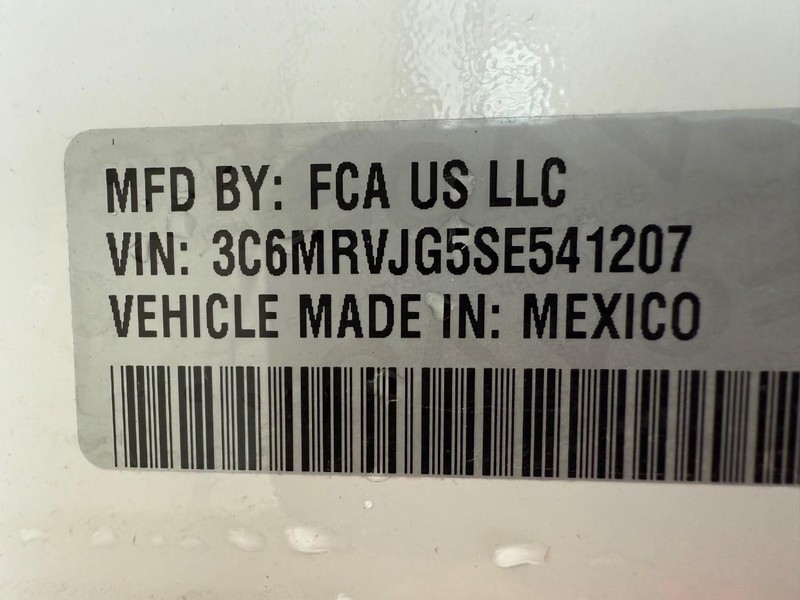 MFD BY: FCA US LLC
VIN: 3C6MRVJG5SE541207
VEHICLE MADE IN: MEXICO